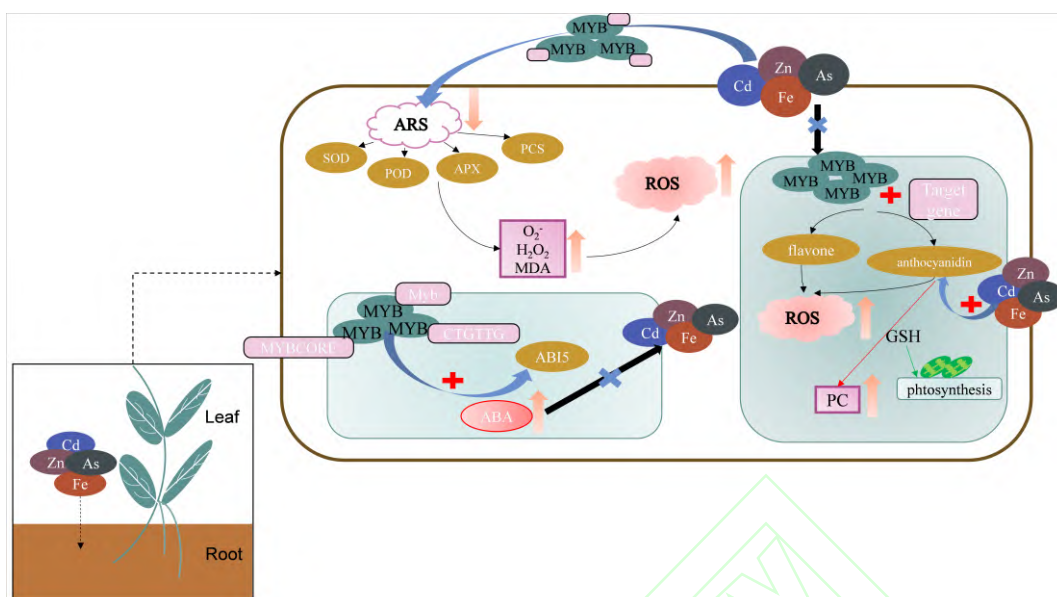 MYB
MYB
MYB
Zn
Cd
As
Fe
ARS
SOD
POD
APX
PCS
ROS
O₂⁻
H₂O₂
MDA
MYB
MYB
MYB
MYB
Target
gene
flavone
anthocyanidin
ROS
Zn
Cd
As
Fe
GSH
PC
phtosynthesis
Myb
MYB
MYB
MYB
CTGTTG
MYBCORE
ABI5
ABA
Zn
Cd
As
Fe
Leaf
Cd
Zn
As
Fe
Root